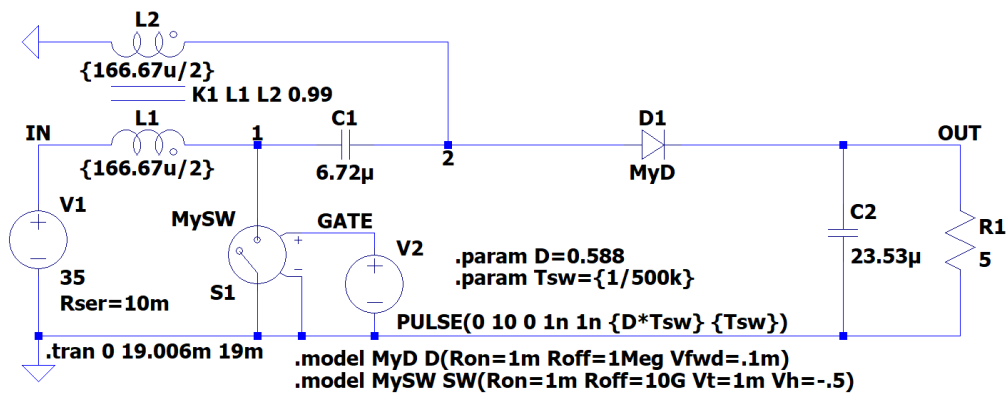 L2
{166.67u/2}
K1 L1 L2 0.99
IN
L1
1
C1
2
D1
OUT
{166.67u/2}
6.72µ
MyD
V1
MySW
GATE
V2
C2
R1
35
Rser=10m
S1
.param D=0.588
.param Tsw={1/500k}
23.53µ
5
PULSE(0 10 0 1n 1n {D*Tsw} {Tsw})
.tran 0 19.006m 19m
.model MyD D(Ron=1m Roff=1Meg Vfwd=.1m)
.model MySW SW(Ron=1m Roff=10G Vt=1m Vh=-.5)